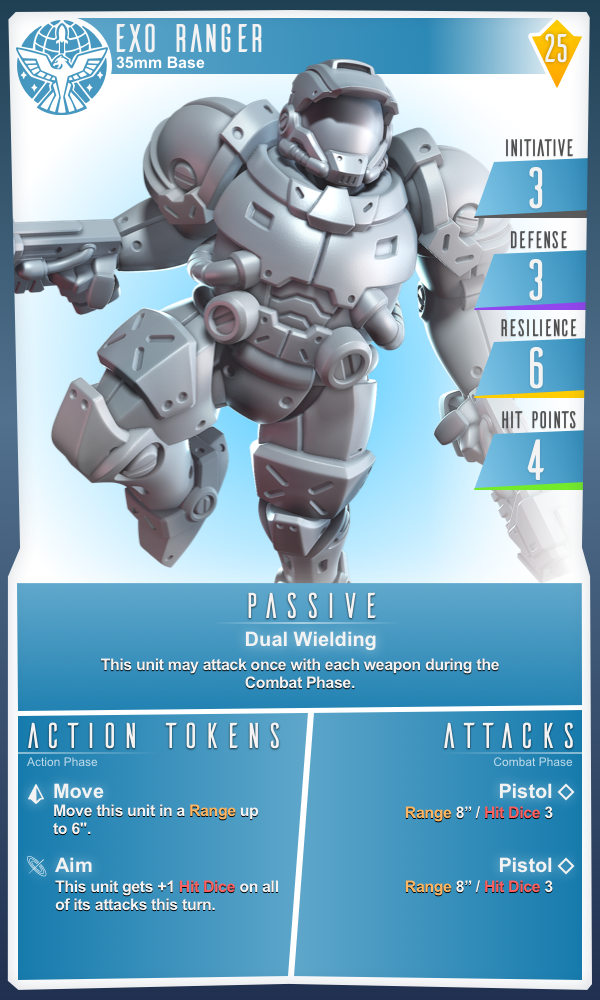 EXO RANGER
35mm Base
25
INITIATIVE
3
DEFENSE
3
RESILIENCE
6
HIT POINTS
4
PASSIVE
Dual Wielding
This unit may attack once with each weapon during the
Combat Phase.
ACTION TOKENS
Action Phase
Move
Move this unit in a Range up
to 6".
Aim
This unit gets +1 Hit Dice on all
of its attacks this turn.
ATTACKS
Combat Phase
Pistol
Range 8” / Hit Dice 3
Pistol
Range 8” / Hit Dice 3